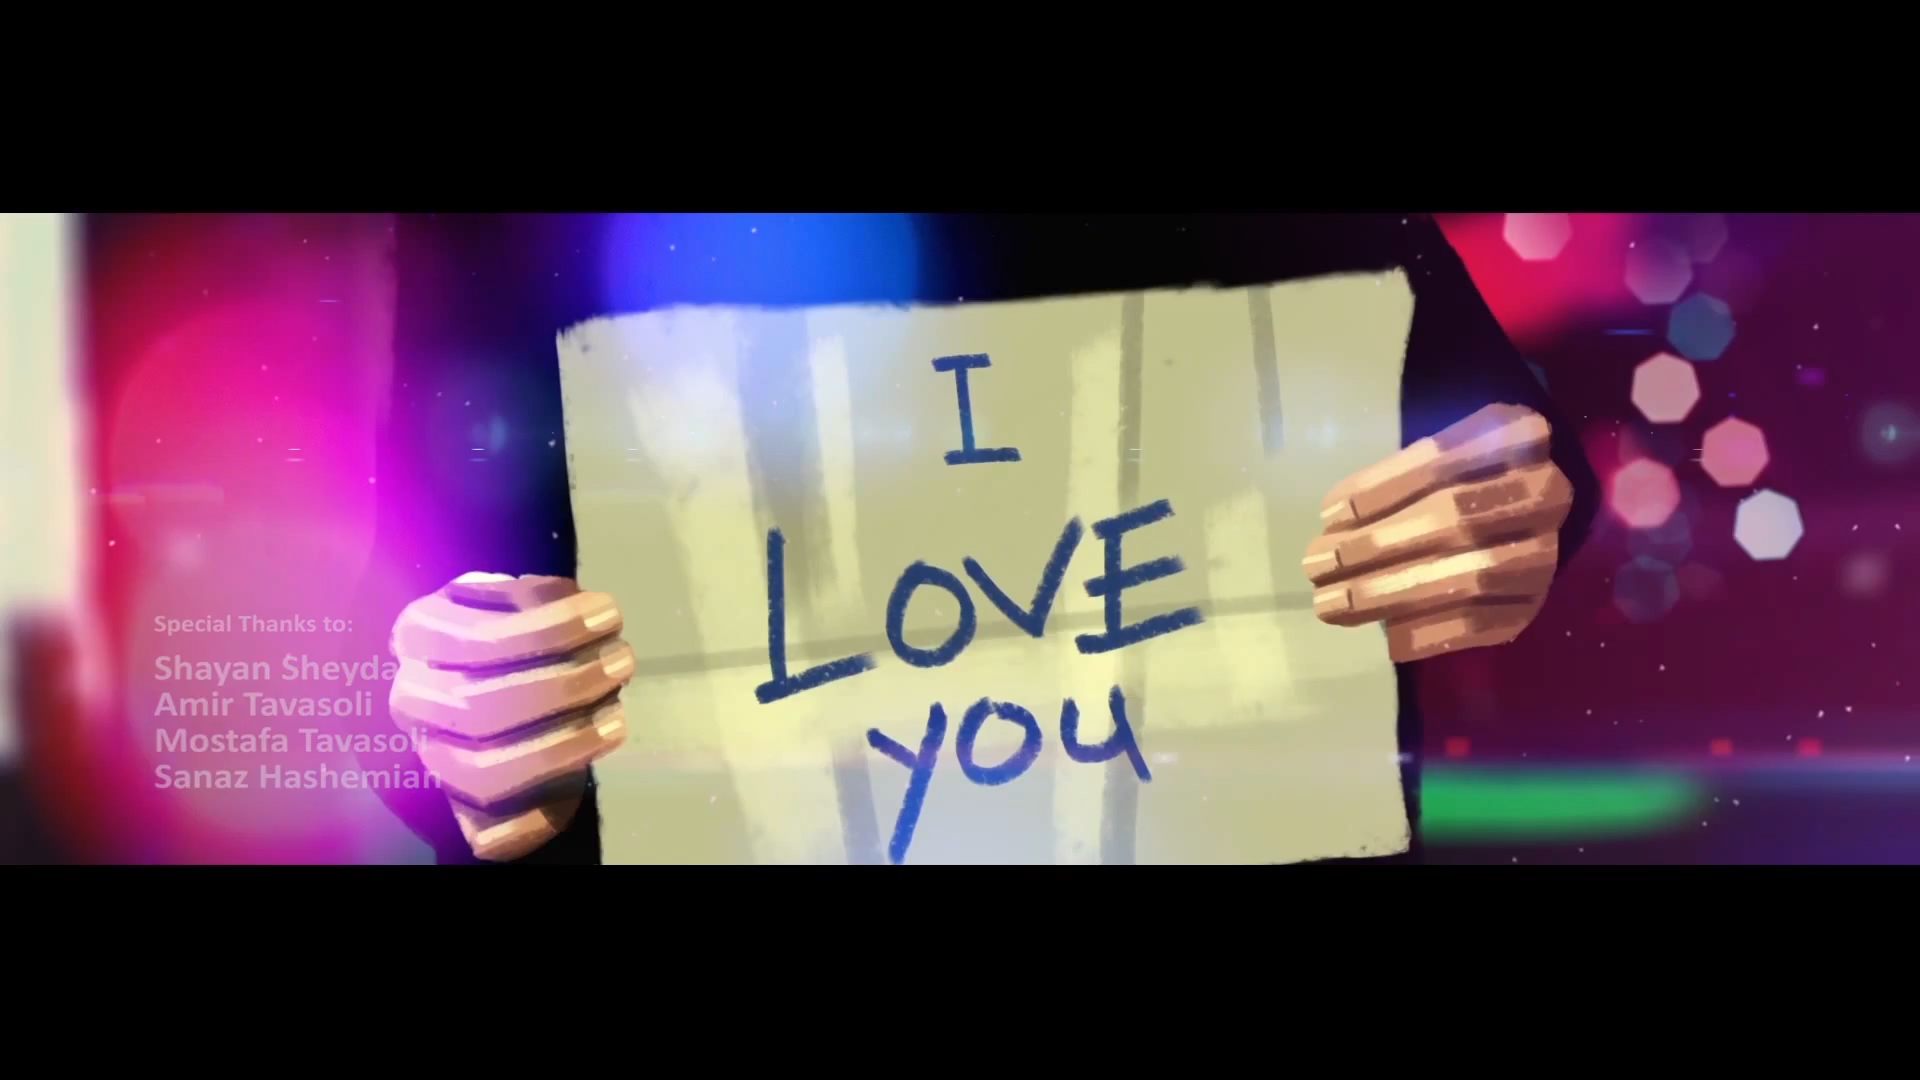 I
LOVE
you
Special Thanks to:
Shayan Sheyda
Amir Tavasoli
Mostafa Tavasoli
Sanaz Hashemian